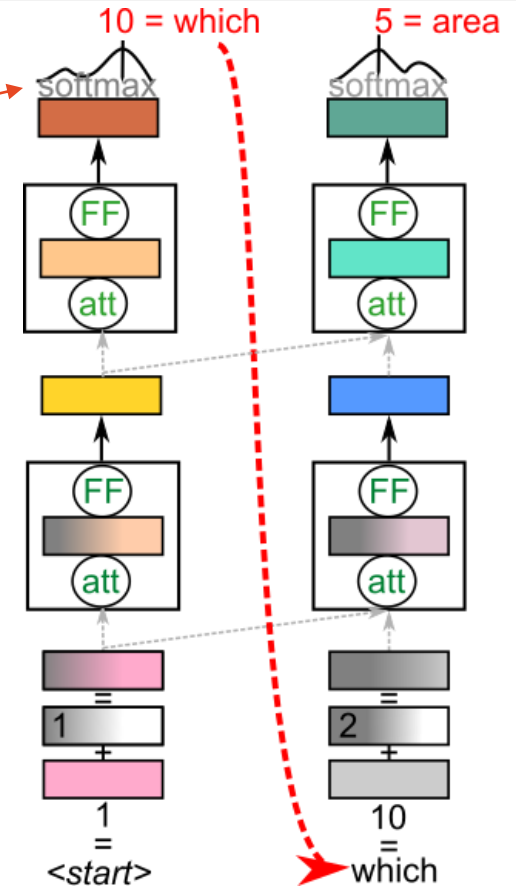 10 = which
5 = area
softmax
softmax
FF
FF
att
att
FF
FF
att
att
=
=
1
2
+
+
1
10
=
=
<start>
which